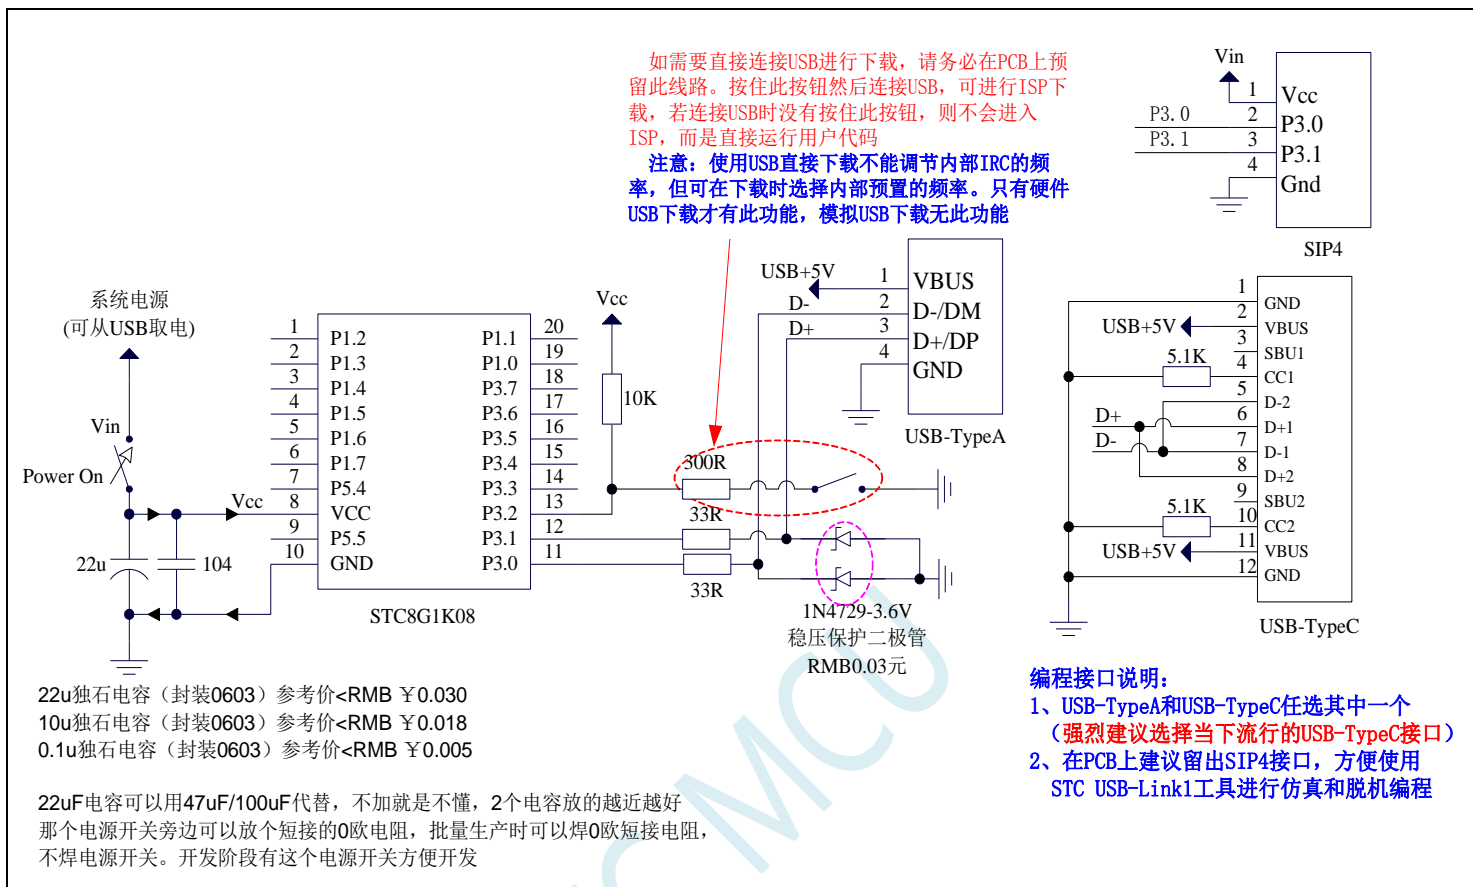 如需要直接连接USB进行下载，请务必在PCB上预
留此线路。按住此按钮然后连接USB，可进行ISP下
载，若连接USB时没有按住此按钮，则不会进入
ISP，而是直接运行用户代码
注意：使用USB直接下载不能调节内部IRC的频
率，但可在下载时选择内部预置的频率。只有硬件
USB下载才有此功能，模拟USB下载无此功能
Vin
1 Vcc
P3.0 2 P3.0
P3.1 3 P3.1
4 Gnd
SIP4
USB+5V 1 VBUS
D- 2 D-/DM
D+ 3 D+/DP
4 GND
USB-TypeA
系统电源
(可从USB取电)
Vin
Power On
Vcc
22u
104
1 P1.2
2 P1.3
3 P1.4
4 P1.5
5 P1.6
6 P1.7
7 P5.4
8 VCC
9 P5.5
10 GND
P1.1 20
P1.0 19
P3.7 18
P3.6 17
P3.5 16
P3.4 15
P3.3 14
P3.2 13
P3.1 12
P3.0 11
STC8G1K08
Vcc
10K
300R
33R
33R
1N4729-3.6V
稳压保护二极管
RMB0.03元
1 GND
USB+5V 2 VBUS
3 SBU1
5.1K 4 CC1
5 D-2
D+ 6 D+1
D- 7 D-1
8 D+2
9 SBU2
5.1K 10 CC2
USB+5V 11 VBUS
12 GND
USB-TypeC
22u独石电容（封装0603）参考价<RMB ￥0.030
10u独石电容（封装0603）参考价<RMB ￥0.018
0.1u独石电容（封装0603）参考价<RMB ￥0.005
22uF电容可以用47uF/100uF代替，不加就是不懂，2个电容放的越近越好
那个电源开关旁边可以放个短接的0欧电阻，批量生产时可以焊0欧短接电阻，
不焊电源开关。开发阶段有这个电源开关方便开发
编程接口说明：
1、USB-TypeA和USB-TypeC任选其中一个
（强烈建议选择当下流行的USB-TypeC接口）
2、在PCB上建议留出SIP4接口，方便使用
STC USB-Link1工具进行仿真和脱机编程
MCU